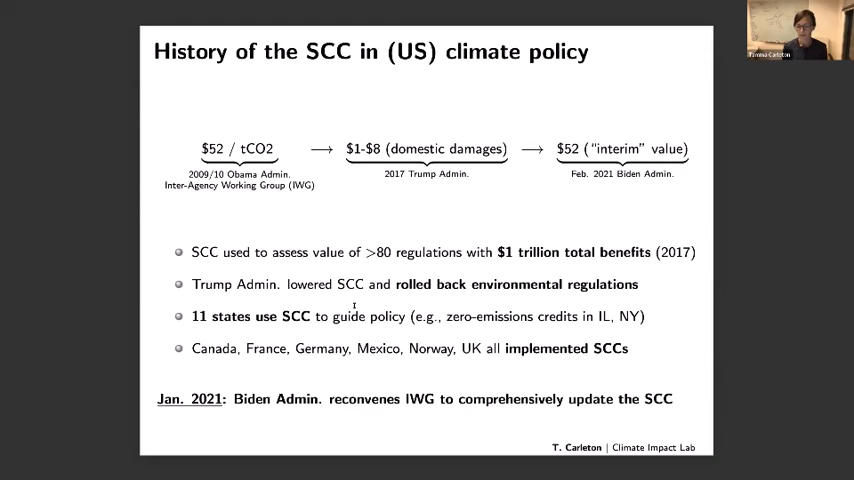 History of the SCC in (US) climate policy
$52 / tCO2 ⟶ $1-$8 (domestic damages) ⟶ $52 ("interim" value)
2009/10 Obama Admin. 2017 Trump Admin. Feb. 2021 Biden Admin.
Inter-Agency Working Group (IWG)
SCC used to assess value of >80 regulations with $1 trillion total benefits (2017)
Trump Admin. lowered SCC and rolled back environmental regulations
11 states use SCC to guide policy (e.g., zero-emissions credits in IL, NY)
Canada, France, Germany, Mexico, Norway, UK all implemented SCCs
Jan. 2021: Biden Admin. reconvenes IWG to comprehensively update the SCC
T. Carleton | Climate Impact Lab
Tamma Carleton